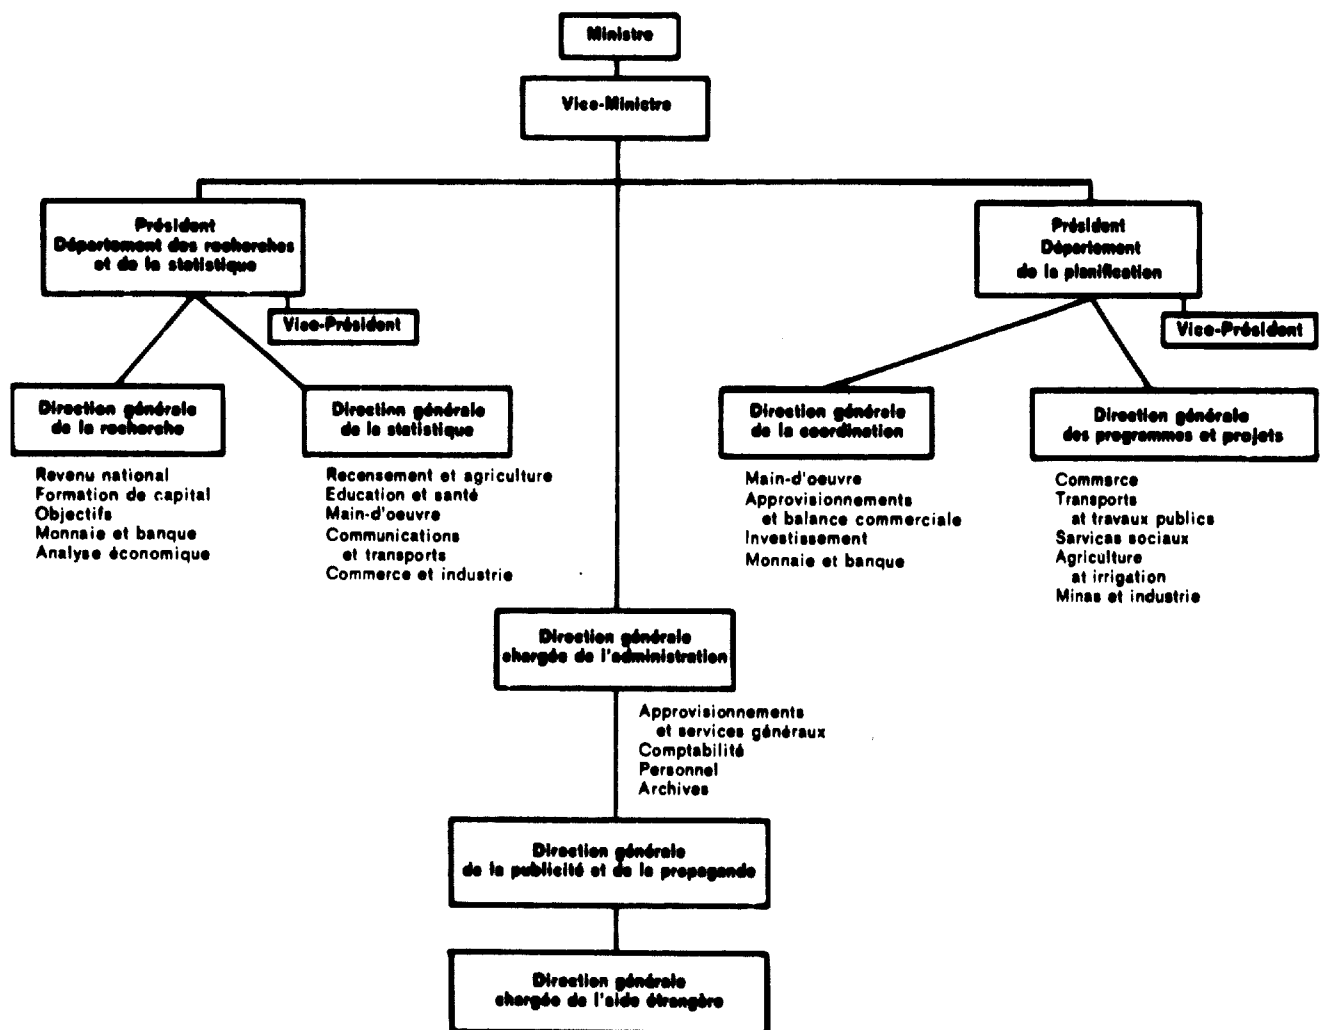 Ministre
Vice-Ministre
Président
Département des recherches
et de la statistique
Vice-Président
Président
Département
de la planification
Vice-Président
Direction générale
de la recherche
Revenu national
Formation de capital
Objectifs
Monnaie et banque
Analyse économique
Direction générale
de la statistique
Recensement et agriculture
Education et santé
Main-d'oeuvre
Communications
et transports
Commerce et industrie
Direction générale
de la coordination
Main-d'oeuvre
Approvisionnements
et balance commerciale
Investissement
Monnaie et banque
Direction générale
des programmes et projets
Commerce
Transports
at travaux publics
Sarvicas sociaux
Agriculture
at irrigation
Minas et industrie
Direction générale
chargée de l'administration
Approvisionnements
et services généraux
Comptabilité
Personnel
Archives
Direction générale
de la publicité et de la propagande
Direction générale
chargée de l'aide étrangère